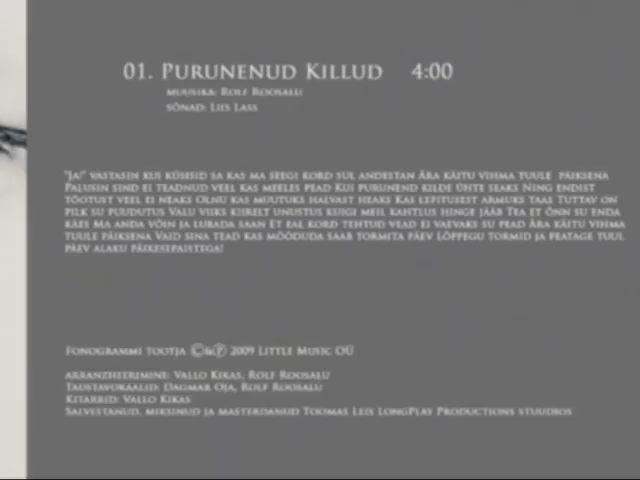 01. Purunenud Killud 4:00
muusika: Rolf Roosalu
sõnad: Liis Lass
"Ja!" vastasin kui küsisid sa kas ma seegi kord sul andestan Ära käitu vihma tuule päiksena
Palusin sind ei teadnud veel kas meeles pead Kui purunend kilde ühte seaks Ning endist
tõotust veel ei neaks Olnu kas muutuks halvast heaks Kas lepitusest armuks taas Tuttav on
pilk su puudutus Valu viiks kiirelt unustus kuigi meil kahtlus hinge jääb Tea et õnn su enda
käes Ma anda võin ja lubada saan Et eal kord tehtud vead ei vaevaks su pead Ära käitu vihma
tuule päiksena Vaid sina tead kas mööduda saab tormita päev Lõppegu tormid ja peatage tuul
päev alaku päikesepaistega!
Fonogrammi tootja ©&℗ 2009 Little Music OÜ
arranzheerimine: Vallo Kikas, Rolf Roosalu
Taustavokaalid: Dagmar Oja, Rolf Roosalu
Kitarrid: Vallo Kikas
Salvestanud, miksinud ja masterdanud Toomas Leis LongPlay Productions stuudios